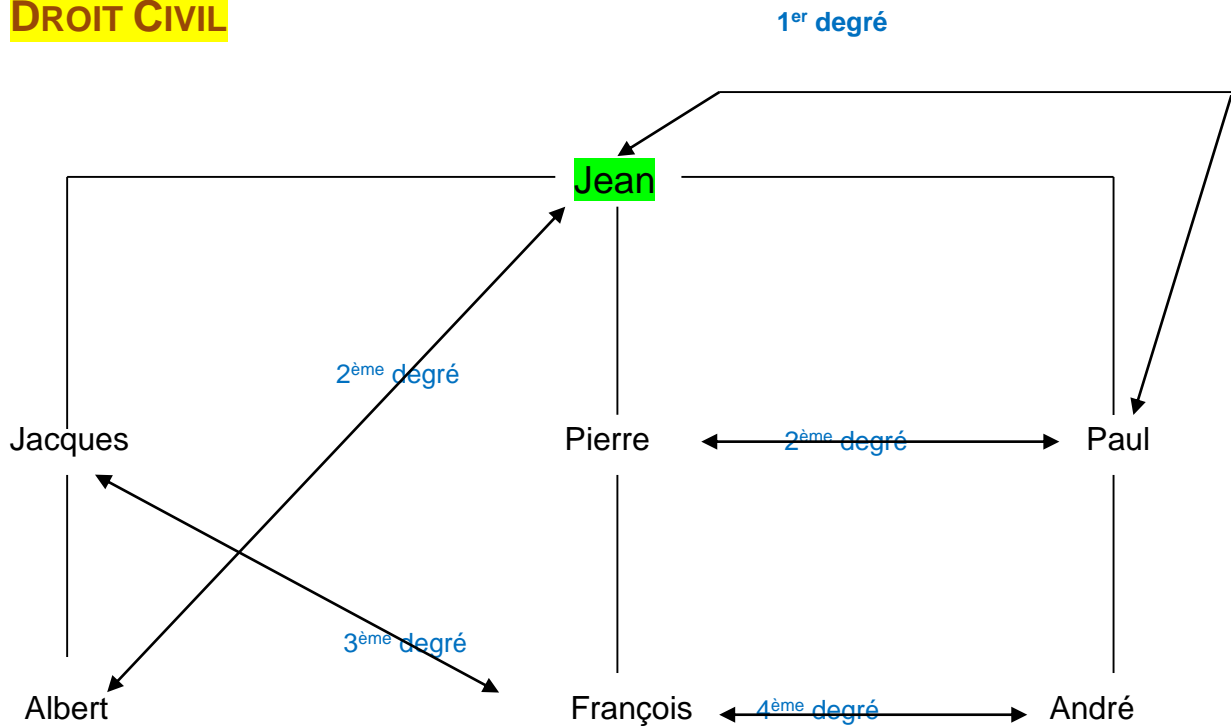 DROIT CIVIL
1er degré
Jean
2ème degré
Jacques
Pierre
2ème degré
Paul
3ème degré
Albert
François
4ème degré
André